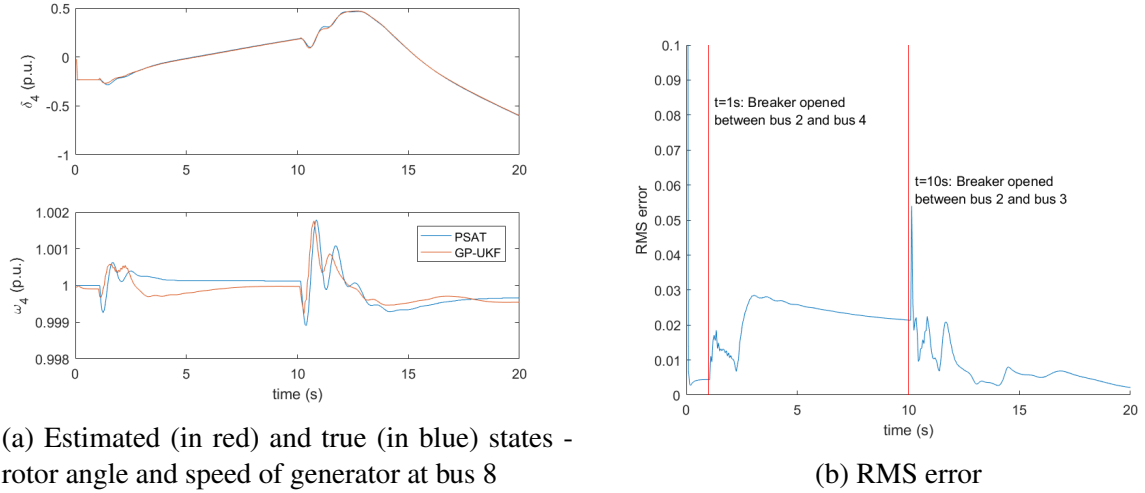 0.5
0
-0.5
-1
δ4 (p.u.)
0
5
10
15
20
1.002
1.001
1
0.999
0.998
ω4 (p.u.)
PSAT
GP-UKF
0
5
10
15
20
time (s)
(a) Estimated (in red) and true (in blue) states -
rotor angle and speed of generator at bus 8
0.1
0.09
0.08
0.07
0.06
0.05
0.04
0.03
0.02
0.01
0
RMS error
t=1s: Breaker opened
between bus 2 and bus 4
t=10s: Breaker opened
between bus 2 and bus 3
0
5
10
15
20
time (s)
(b) RMS error